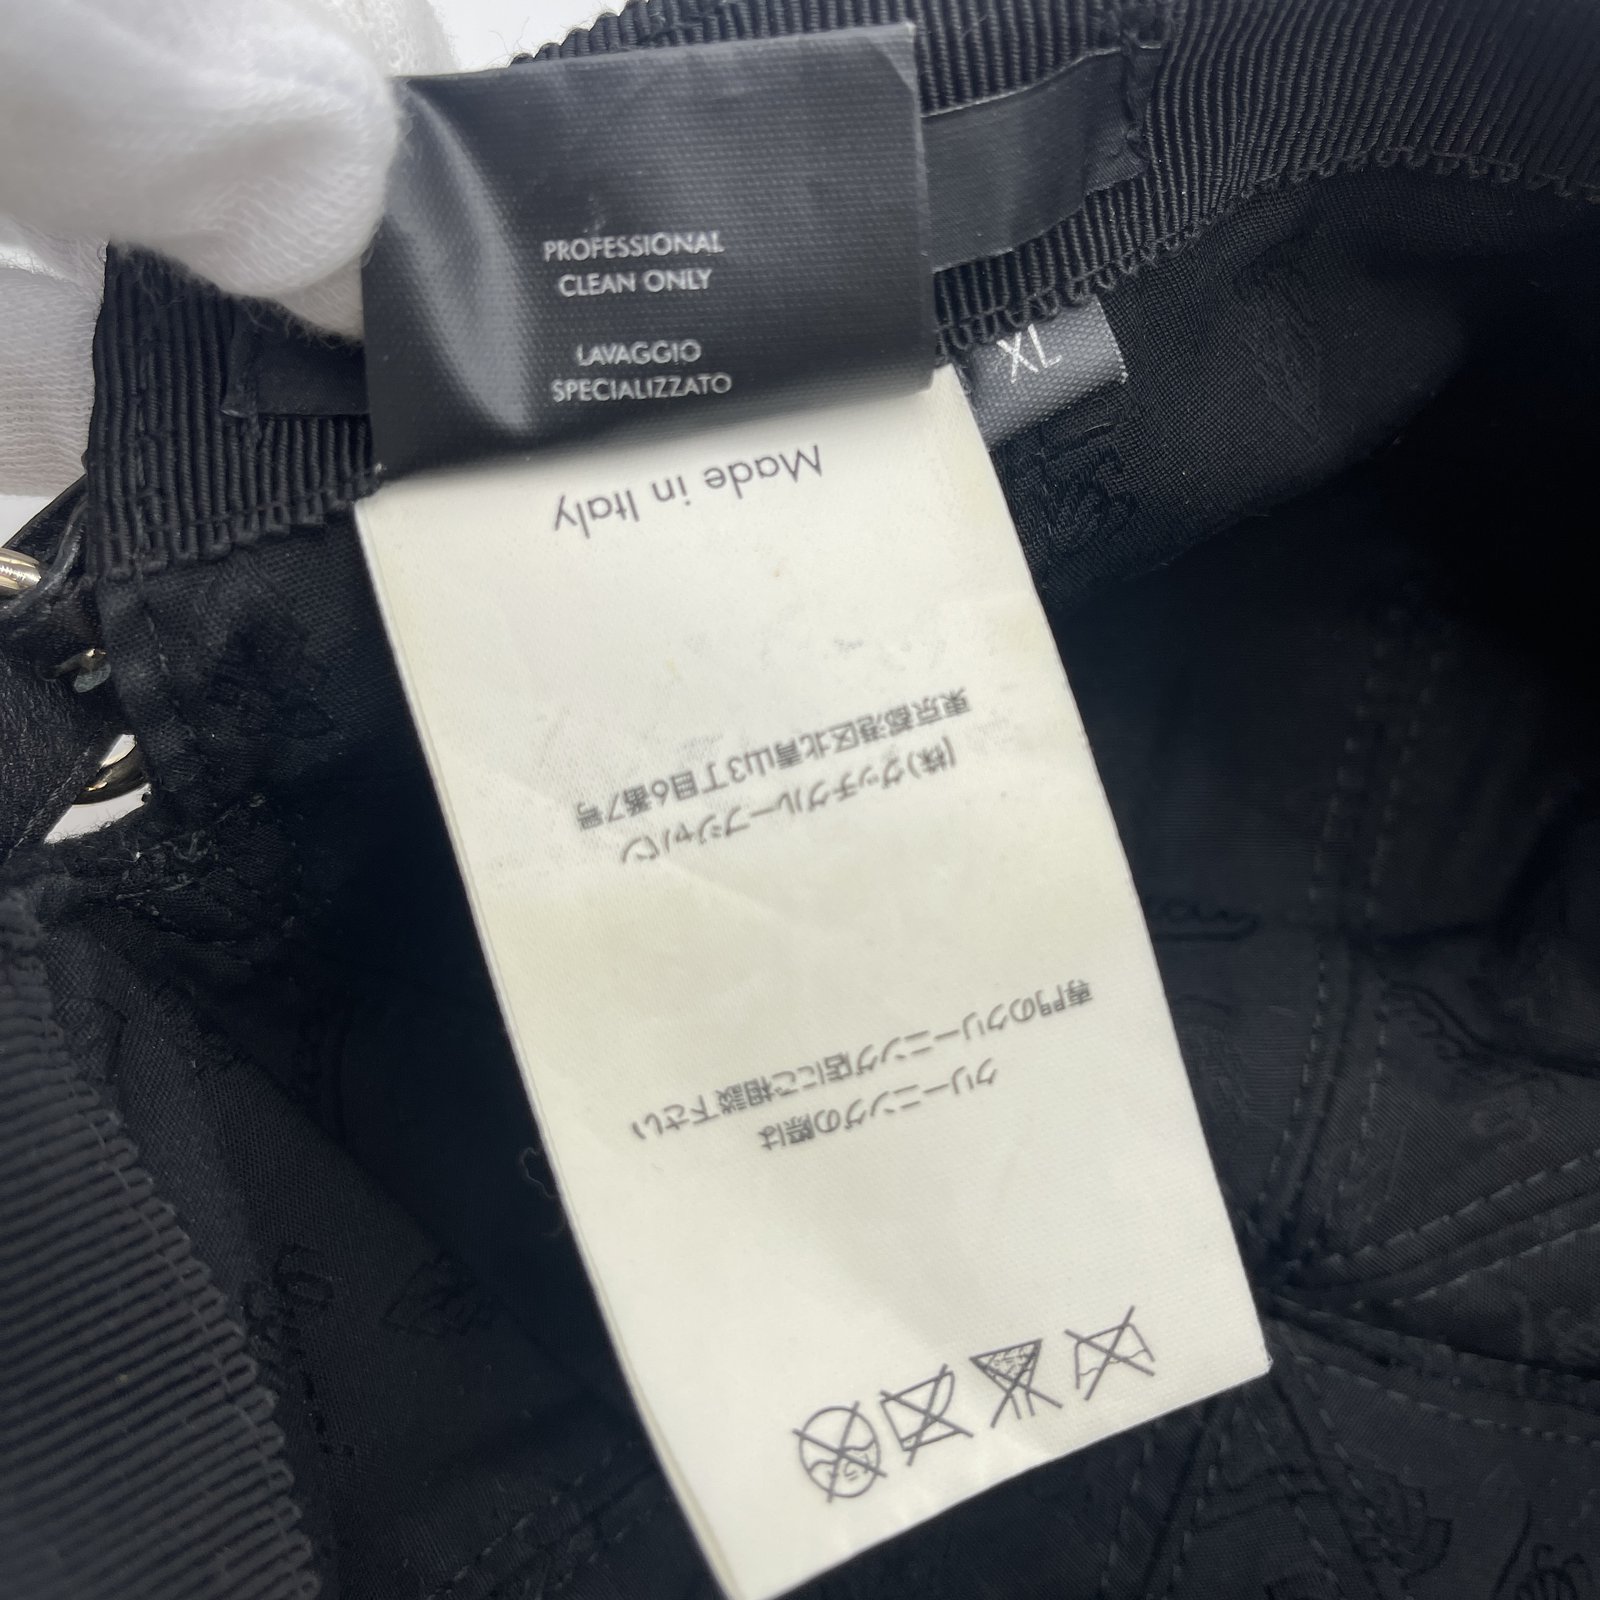 PROFESSIONAL
CLEAN ONLY
LAVAGGIO
SPECIALIZZATO
XL
クリーニングの際は
専門のクリーニング店にご相談下さい
(株)グッチグループジャパン
東京都港区北青山3丁目6番7号
Made in Italy